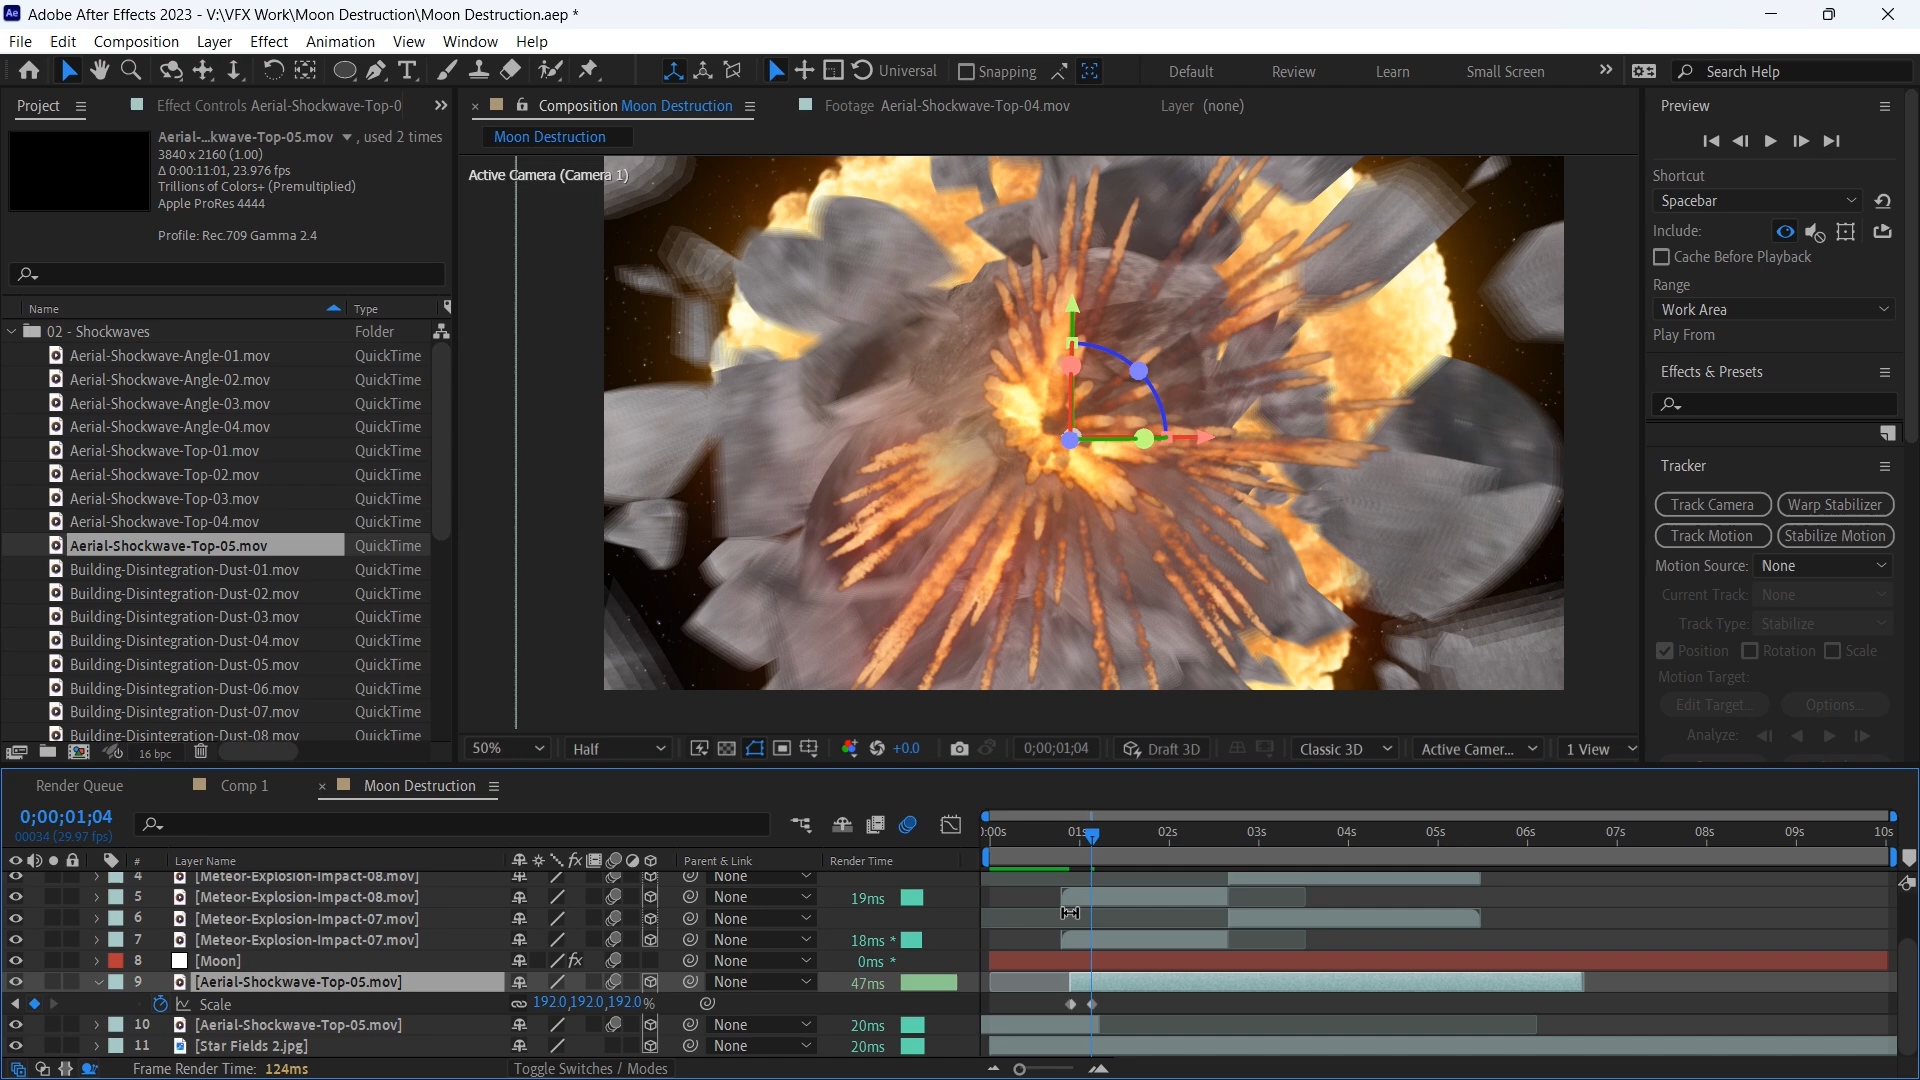 Adobe After Effects 2023 - V:\VFX Work\Moon Destruction\Moon Destruction.aep *
File Edit Composition Layer Effect Animation View Window Help
Universal Snapping Default Review Learn Small Screen Search Help
Project Effect Controls Aerial-Shockwave-Top-0
Composition Moon Destruction Footage Aerial-Shockwave-Top-04.mov Layer (none)
Aerial-...kwave-Top-05.mov , used 2 times
3840 x 2160 (1.00)
Δ 0:00:11:01, 23.976 fps
Trillions of Colors+ (Premultiplied)
Apple ProRes 4444
Profile: Rec.709 Gamma 2.4
Name Type
02 - Shockwaves Folder
Aerial-Shockwave-Angle-01.mov QuickTime
Aerial-Shockwave-Angle-02.mov QuickTime
Aerial-Shockwave-Angle-03.mov QuickTime
Aerial-Shockwave-Angle-04.mov QuickTime
Aerial-Shockwave-Top-01.mov QuickTime
Aerial-Shockwave-Top-02.mov QuickTime
Aerial-Shockwave-Top-03.mov QuickTime
Aerial-Shockwave-Top-04.mov QuickTime
Aerial-Shockwave-Top-05.mov QuickTime
Building-Disintegration-Dust-01.mov QuickTime
Building-Disintegration-Dust-02.mov QuickTime
Building-Disintegration-Dust-03.mov QuickTime
Building-Disintegration-Dust-04.mov QuickTime
Building-Disintegration-Dust-05.mov QuickTime
Building-Disintegration-Dust-06.mov QuickTime
Building-Disintegration-Dust-07.mov QuickTime
Building-Disintegration-Dust-08.mov QuickTime
16 bpc
Moon Destruction
Active Camera (Camera 1)
50% Half +0.0 0;00;01;04 Draft 3D Classic 3D Active Camer... 1 View
Preview
Shortcut
Spacebar
Include:
Cache Before Playback
Range
Work Area
Play From
Effects & Presets
Tracker
Track Camera Warp Stabilizer
Track Motion Stabilize Motion
Motion Source: None
Current Track: None
Track Type: Stabilize
Position Rotation Scale
Motion Target:
Edit Target... Options...
Analyze:
Render Queue Comp 1 Moon Destruction
0;00;01;04
00034 (29.97 fps)
:00s 01s 02s 03s 04s 05s 06s 07s 08s 09s 10s
# Layer Name fx Parent & Link Render Time
4 [Meteor-Explosion-Impact-08.mov] None
5 [Meteor-Explosion-Impact-08.mov] None 19ms
6 [Meteor-Explosion-Impact-07.mov] None
7 [Meteor-Explosion-Impact-07.mov] None 18ms *
8 [Moon] fx None 0ms *
9 [Aerial-Shockwave-Top-05.mov] None 47ms
Scale 192.0,192.0,192.0%
10 [Aerial-Shockwave-Top-05.mov] None 20ms
11 [Star Fields 2.jpg] None 20ms
Frame Render Time: 124ms Toggle Switches / Modes